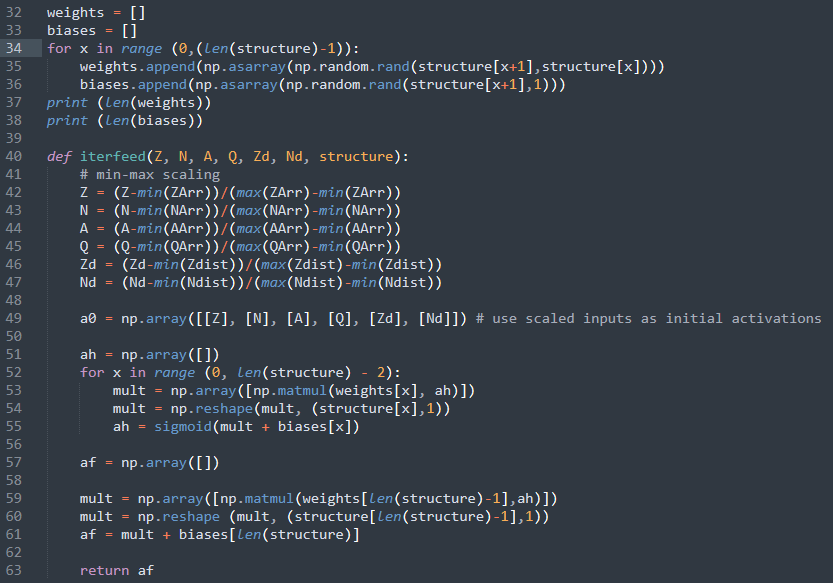 32 weights = []
33 biases = []
34 for x in range (0,(len(structure)-1)):
35     weights.append(np.asarray(np.random.rand(structure[x+1],structure[x])))
36     biases.append(np.asarray(np.random.rand(structure[x+1],1)))
37 print (len(weights))
38 print (len(biases))
39
40 def iterfeed(Z, N, A, Q, Zd, Nd, structure):
41     # min-max scaling
42     Z = (Z-min(ZArr))/(max(ZArr)-min(ZArr))
43     N = (N-min(NArr))/(max(NArr)-min(NArr))
44     A = (A-min(AArr))/(max(AArr)-min(AArr))
45     Q = (Q-min(QArr))/(max(QArr)-min(QArr))
46     Zd = (Zd-min(Zdist))/(max(Zdist)-min(Zdist))
47     Nd = (Nd-min(Ndist))/(max(Ndist)-min(Ndist))
48
49     a0 = np.array([[Z], [N], [A], [Q], [Zd], [Nd]]) # use scaled inputs as initial activations
50
51     ah = np.array([])
52     for x in range (0, len(structure) - 2):
53         mult = np.array([np.matmul(weights[x], ah)])
54         mult = np.reshape(mult, (structure[x],1))
55         ah = sigmoid(mult + biases[x])
56
57     af = np.array([])
58
59     mult = np.array([np.matmul(weights[len(structure)-1],ah)])
60     mult = np.reshape (mult, (structure[len(structure)-1],1))
61     af = mult + biases[len(structure)]
62
63     return af